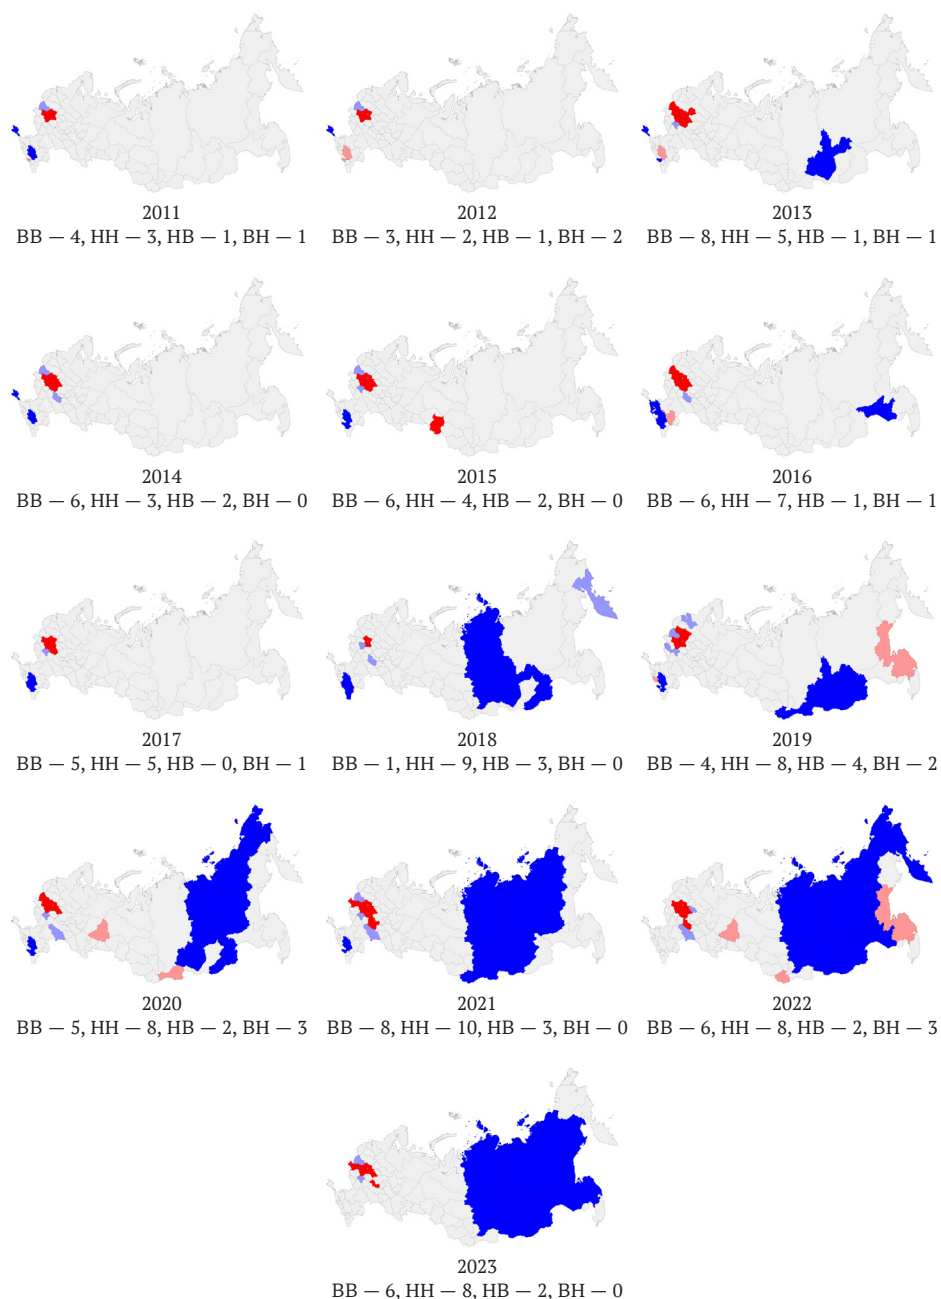 2011
ВВ — 4, НН — 3, НВ — 1, ВН — 1
2012
ВВ — 3, НН — 2, НВ — 1, ВН — 2
2013
ВВ — 8, НН — 5, НВ — 1, ВН — 1
2014
ВВ — 6, НН — 3, НВ — 2, ВН — 0
2015
ВВ — 6, НН — 4, НВ — 2, ВН — 0
2016
ВВ — 6, НН — 7, НВ — 1, ВН — 1
2017
ВВ — 5, НН — 5, НВ — 0, ВН — 1
2018
ВВ — 1, НН — 9, НВ — 3, ВН — 0
2019
ВВ — 4, НН — 8, НВ — 4, ВН — 2
2020
ВВ — 5, НН — 8, НВ — 2, ВН — 3
2021
ВВ — 8, НН — 10, НВ — 3, ВН — 0
2022
ВВ — 6, НН — 8, НВ — 2, ВН — 3
2023
ВВ — 6, НН — 8, НВ — 2, ВН — 0